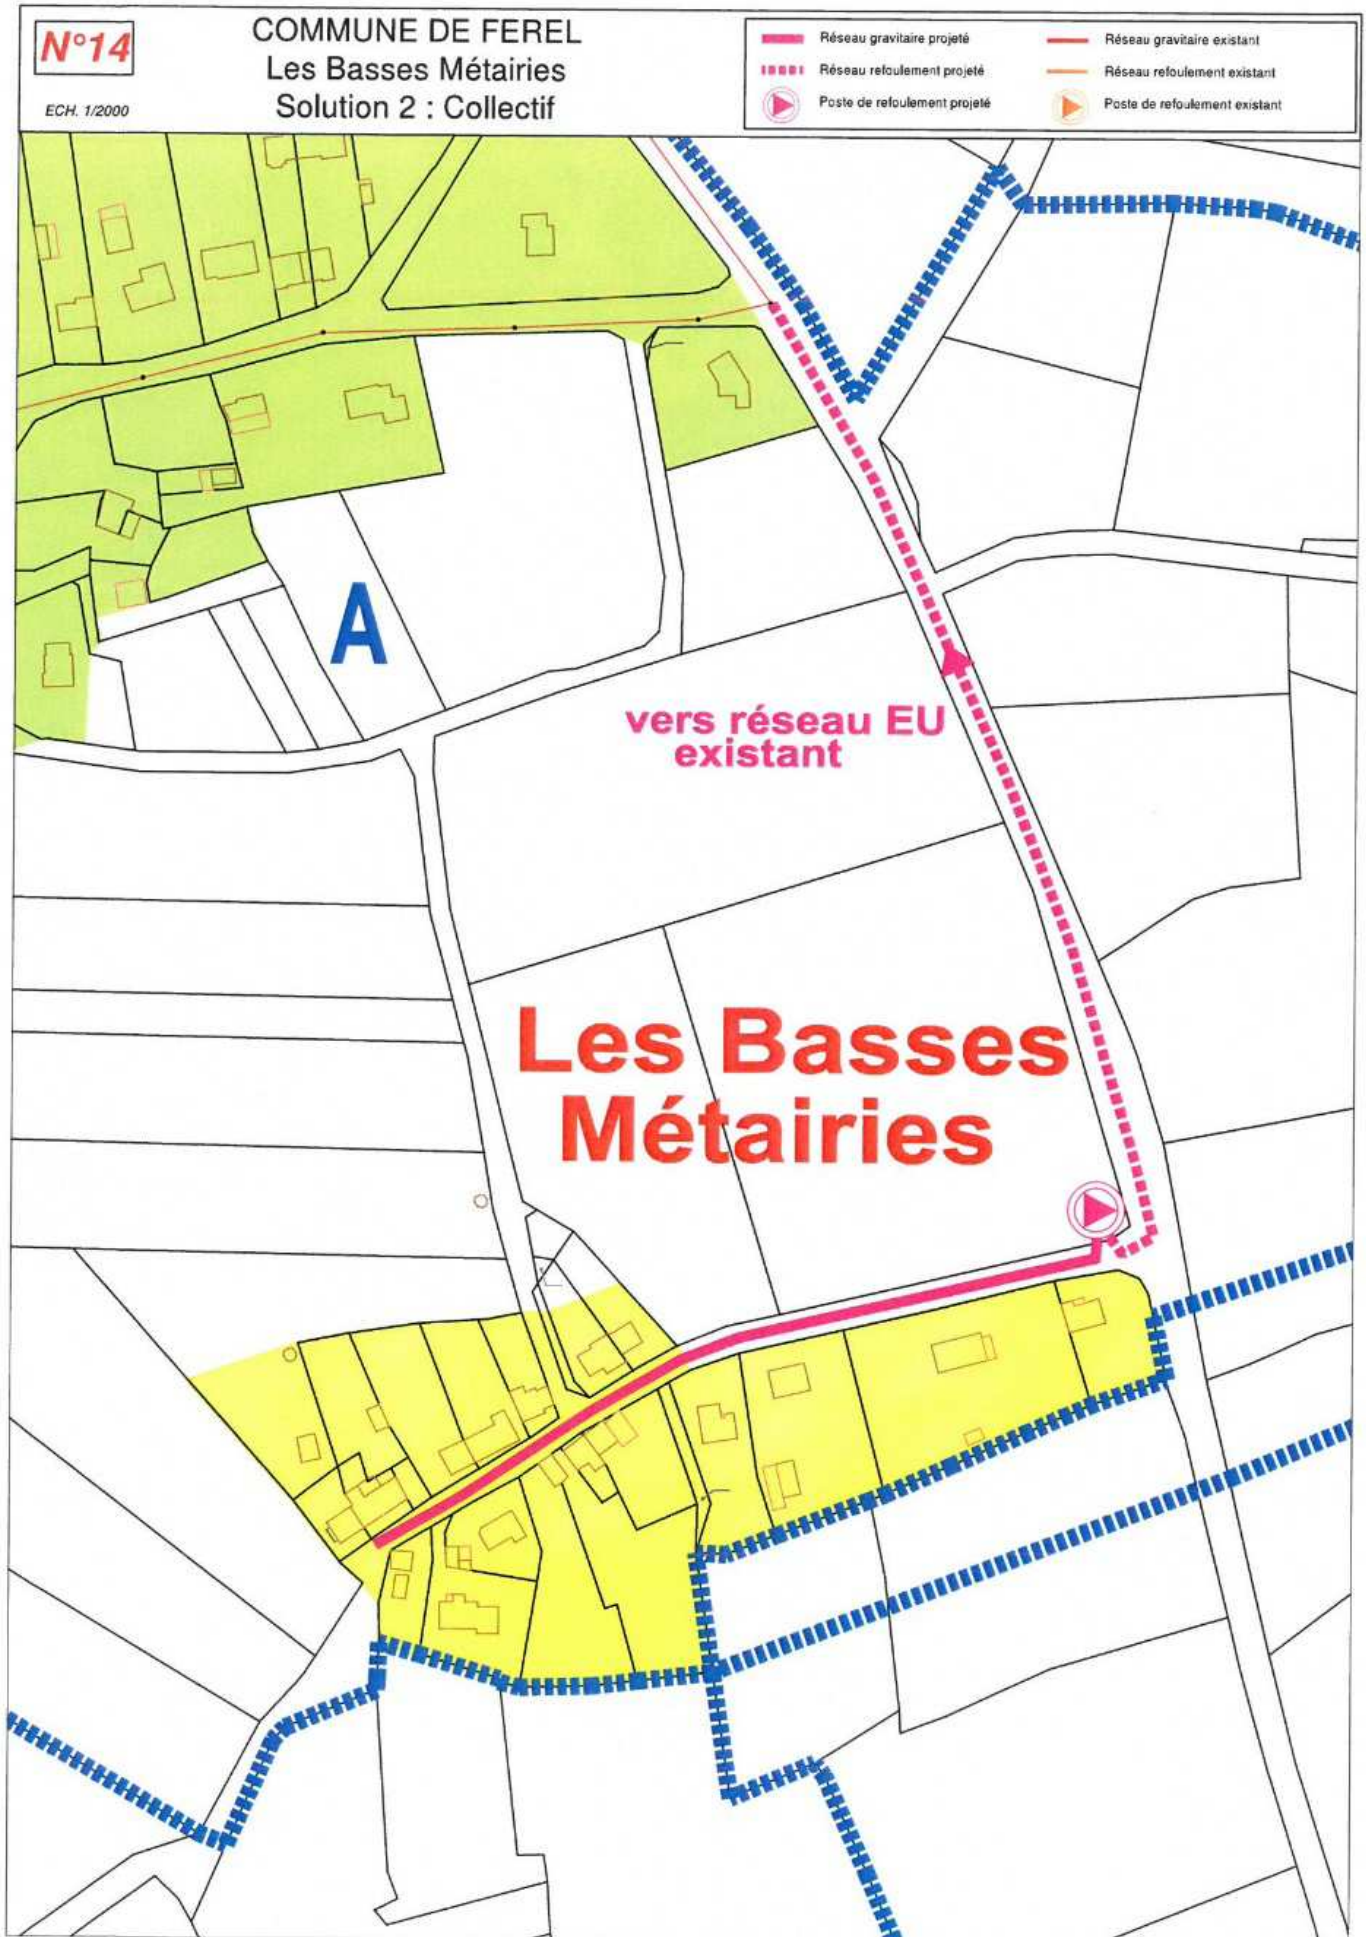 N°14
ECH. 1/2000
COMMUNE DE FEREL
Les Basses Métairies
Solution 2 : Collectif
Réseau gravitaire projeté
Réseau refoulement projeté
Poste de refoulement projeté
Réseau gravitaire existant
Réseau refoulement existant
Poste de refoulement existant
A
vers réseau EU
existant
Les Basses
Métairies